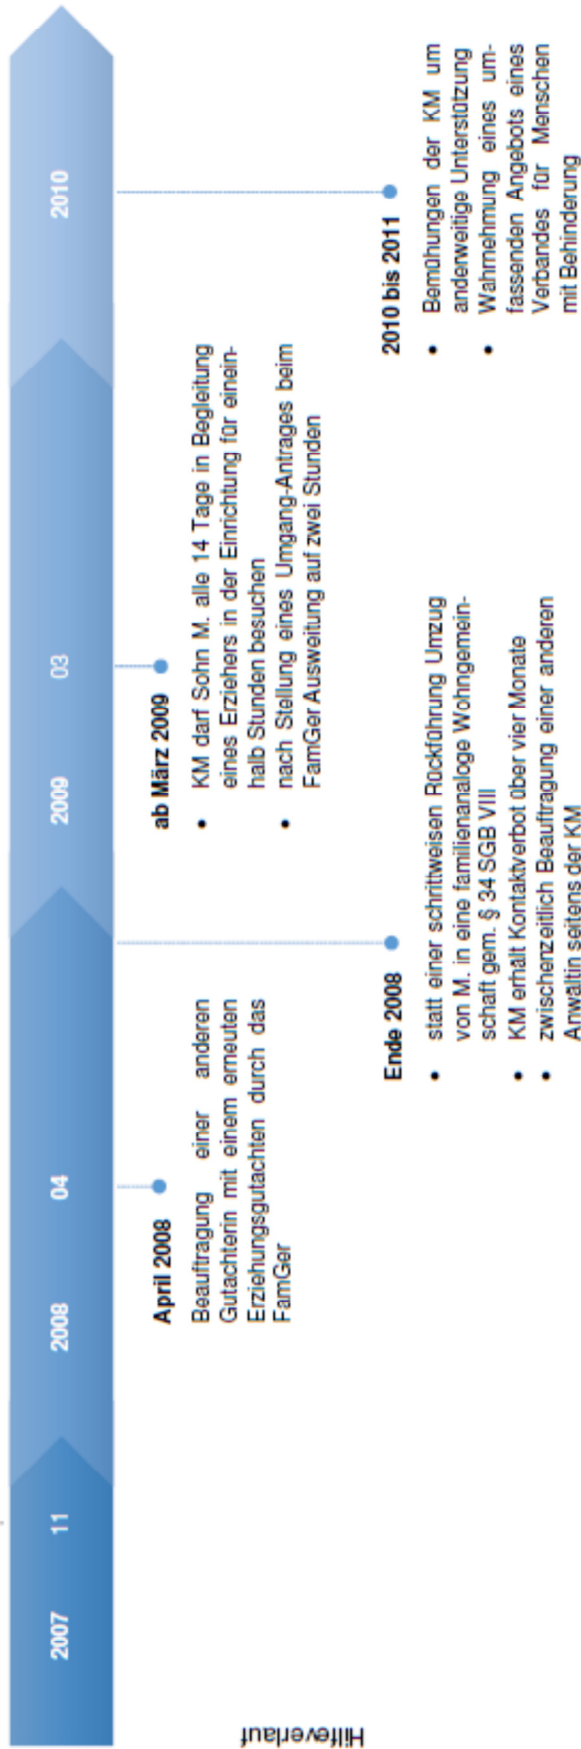 2007
11
2008
04
2009
03
2010
Hilfeverlauf
April 2008
Beauftragung einer anderen
Gutachterin mit einem erneuten
Erziehungsgutachten durch das
FamGer
Ende 2008
• statt einer schrittweisen Rückführung Umzug
von M. in eine familienanaloge Wohngemein-
schaft gem. § 34 SGB VIII
• KM erhält Kontaktverbot über vier Monate
• zwischenzeitlich Beauftragung einer anderen
Anwältin seitens der KM
ab März 2009
• KM darf Sohn M. alle 14 Tage in Begleitung
eines Erziehers in der Einrichtung für einein-
halb Stunden besuchen
• nach Stellung eines Umgang-Antrages beim
FamGer Ausweitung auf zwei Stunden
2010 bis 2011
• Bemühungen der KM um
anderweitige Unterstützung
• Wahrnehmung eines um-
fassenden Angebots eines
Verbandes für Menschen
mit Behinderung